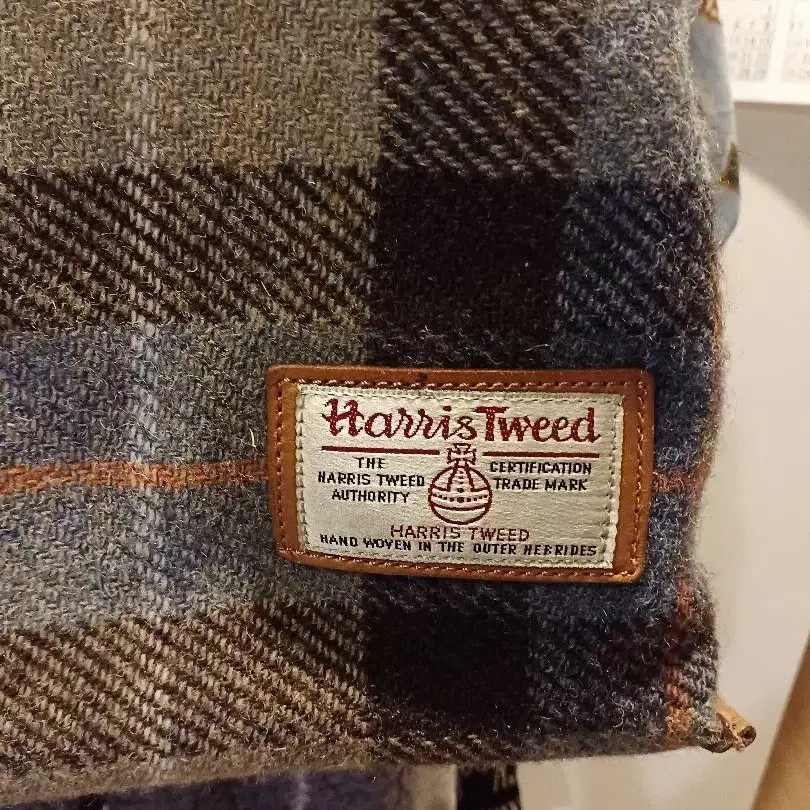 Harris Tweed
THE
HARRIS TWEED
AUTHORITY
CERTIFICATION
TRADE MARK
HARRIS TWEED
HAND WOVEN IN THE OUTER HEBRIDES